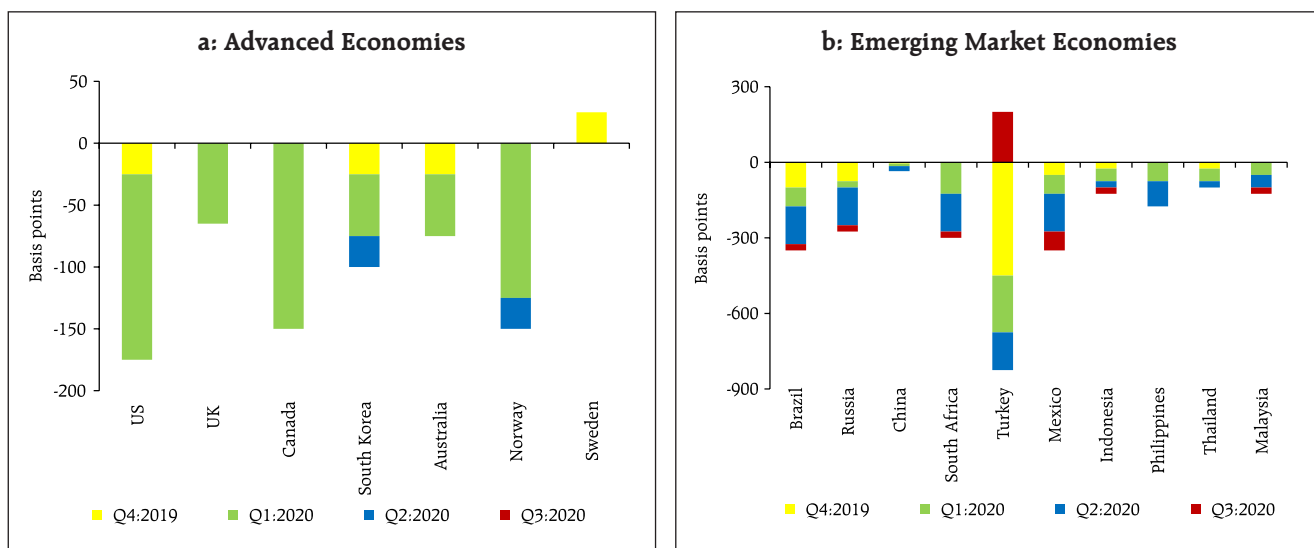 a: Advanced Economies
50
0
-50
-100
-150
-200
Basis points
US
UK
Canada
South Korea
Australia
Norway
Sweden
Q4:2019 Q1:2020 Q2:2020 Q3:2020
b: Emerging Market Economies
300
0
-300
-600
-900
Basis points
Brazil
Russia
China
South Africa
Turkey
Mexico
Indonesia
Philippines
Thailand
Malaysia
Q4:2019 Q1:2020 Q2:2020 Q3:2020